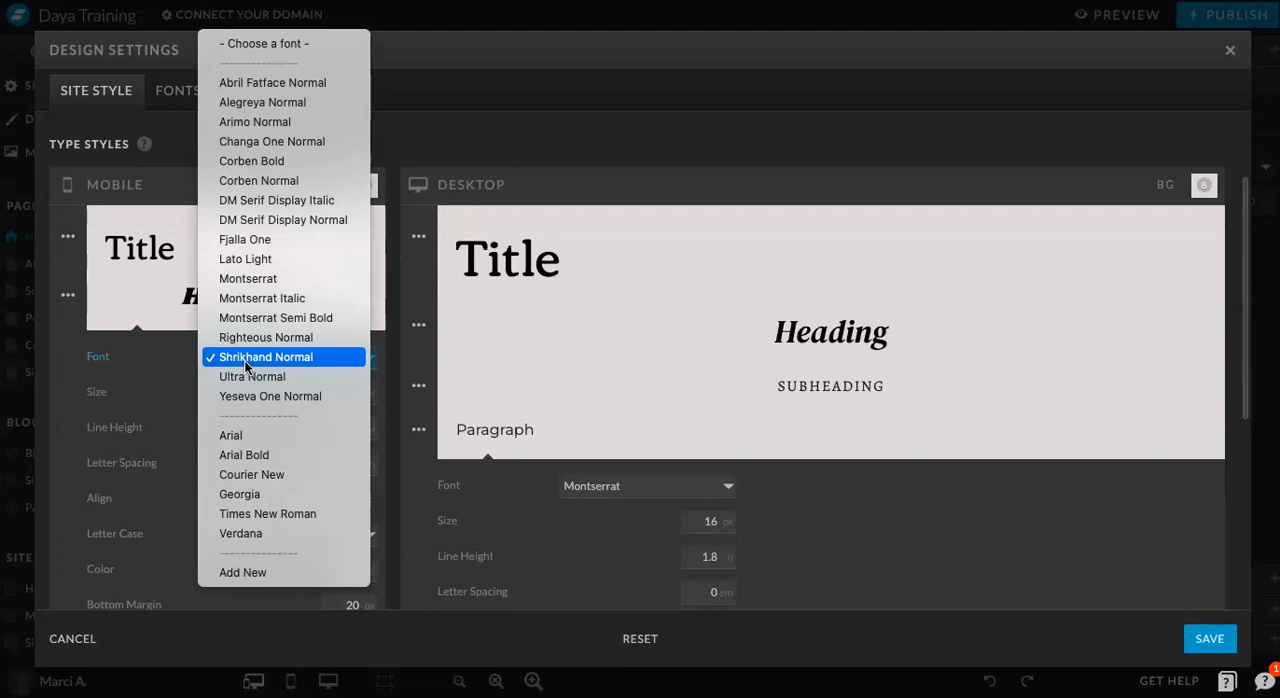 Daya Training
CONNECT YOUR DOMAIN
PREVIEW
PUBLISH
DESIGN SETTINGS
SITE STYLE
FONTS
TYPE STYLES ?
MOBILE
Title
Font
Size
Line Height
Letter Spacing
Align
Letter Case
Color
Bottom Margin
20 px
- Choose a font -
Abril Fatface Normal
Alegreya Normal
Arimo Normal
Changa One Normal
Corben Bold
Corben Normal
DM Serif Display Italic
DM Serif Display Normal
Fjalla One
Lato Light
Montserrat
Montserrat Italic
Montserrat Semi Bold
Righteous Normal
Shrikhand Normal
Ultra Normal
Yeseva One Normal
Arial
Arial Bold
Courier New
Georgia
Times New Roman
Verdana
Add New
DESKTOP
BG
8
Title
Heading
SUBHEADING
Paragraph
Font
Montserrat
Size
16 px
Line Height
1.8
Letter Spacing
0 em
CANCEL
RESET
SAVE
Marci A.
GET HELP
?
?
1